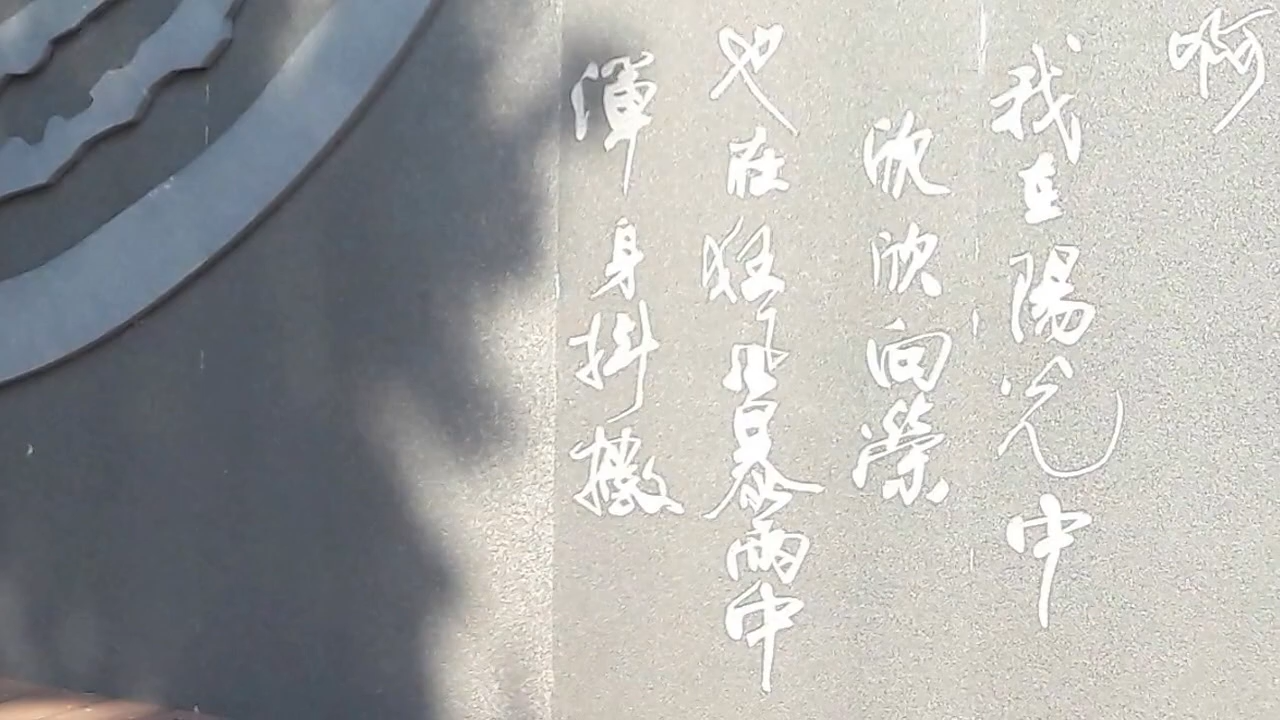 啊
我在陽光中
欣欣向榮
也在狂風暴雨中
渾身抖擻